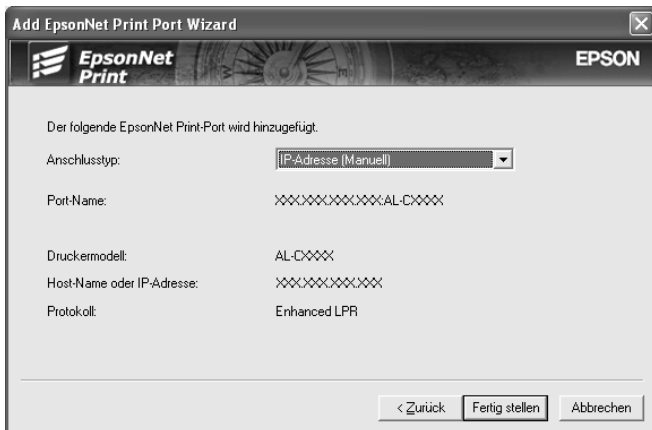 Add EpsonNet Print Port Wizard
EpsonNet
Print
EPSON
W
E
Der folgende EpsonNet Print-Port wird hinzugefügt.
Anschlusstyp: IP-Adresse (Manuell)
Port-Name: XXX.XXX.XXX.XXX:AL-CXXXX
Druckermodell: AL-CXXXX
Host-Name oder IP-Adresse: XXX.XXX.XXX.XXX
Protokoll: Enhanced LPR
< Zurück Fertig stellen Abbrechen